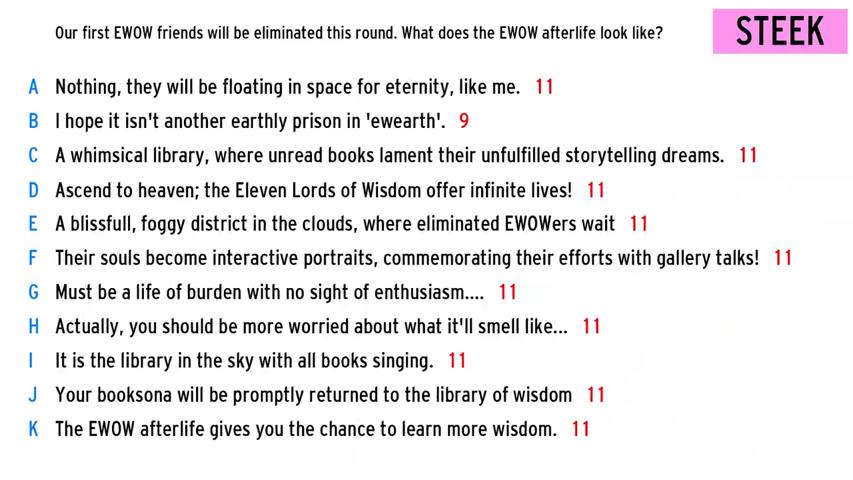 Our first EWOW friends will be eliminated this round. What does the EWOW afterlife look like?
STEEK
A Nothing, they will be floating in space for eternity, like me. 11
B I hope it isn't another earthly prison in 'ewearth'. 9
C A whimsical library, where unread books lament their unfulfilled storytelling dreams. 11
D Ascend to heaven; the Eleven Lords of Wisdom offer infinite lives! 11
E A blissfull, foggy district in the clouds, where eliminated EWOWers wait 11
F Their souls become interactive portraits, commemorating their efforts with gallery talks! 11
G Must be a life of burden with no sight of enthusiasm.... 11
H Actually, you should be more worried about what it'll smell like... 11
I It is the library in the sky with all books singing. 11
J Your booksona will be promptly returned to the library of wisdom 11
K The EWOW afterlife gives you the chance to learn more wisdom. 11